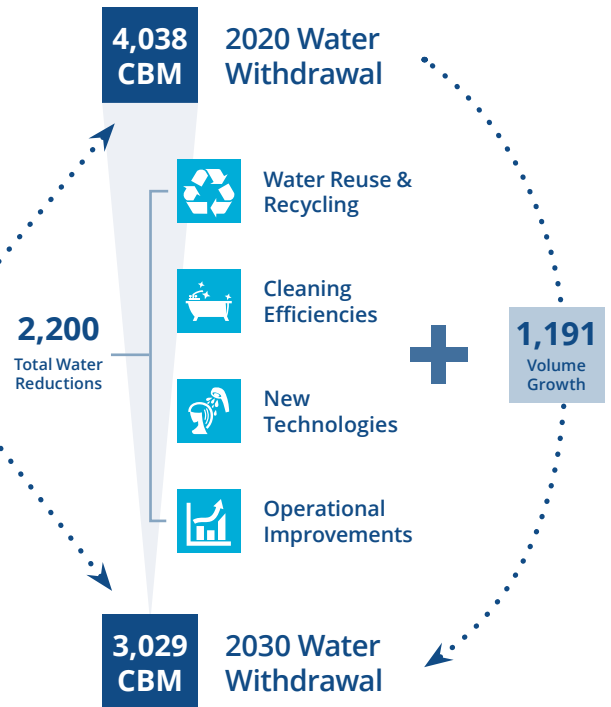 4,038
CBM
2020 Water
Withdrawal
Water Reuse &
Recycling
Cleaning
Efficiencies
2,200
Total Water
Reductions
1,191
Volume
Growth
New
Technologies
Operational
Improvements
3,029
CBM
2030 Water
Withdrawal